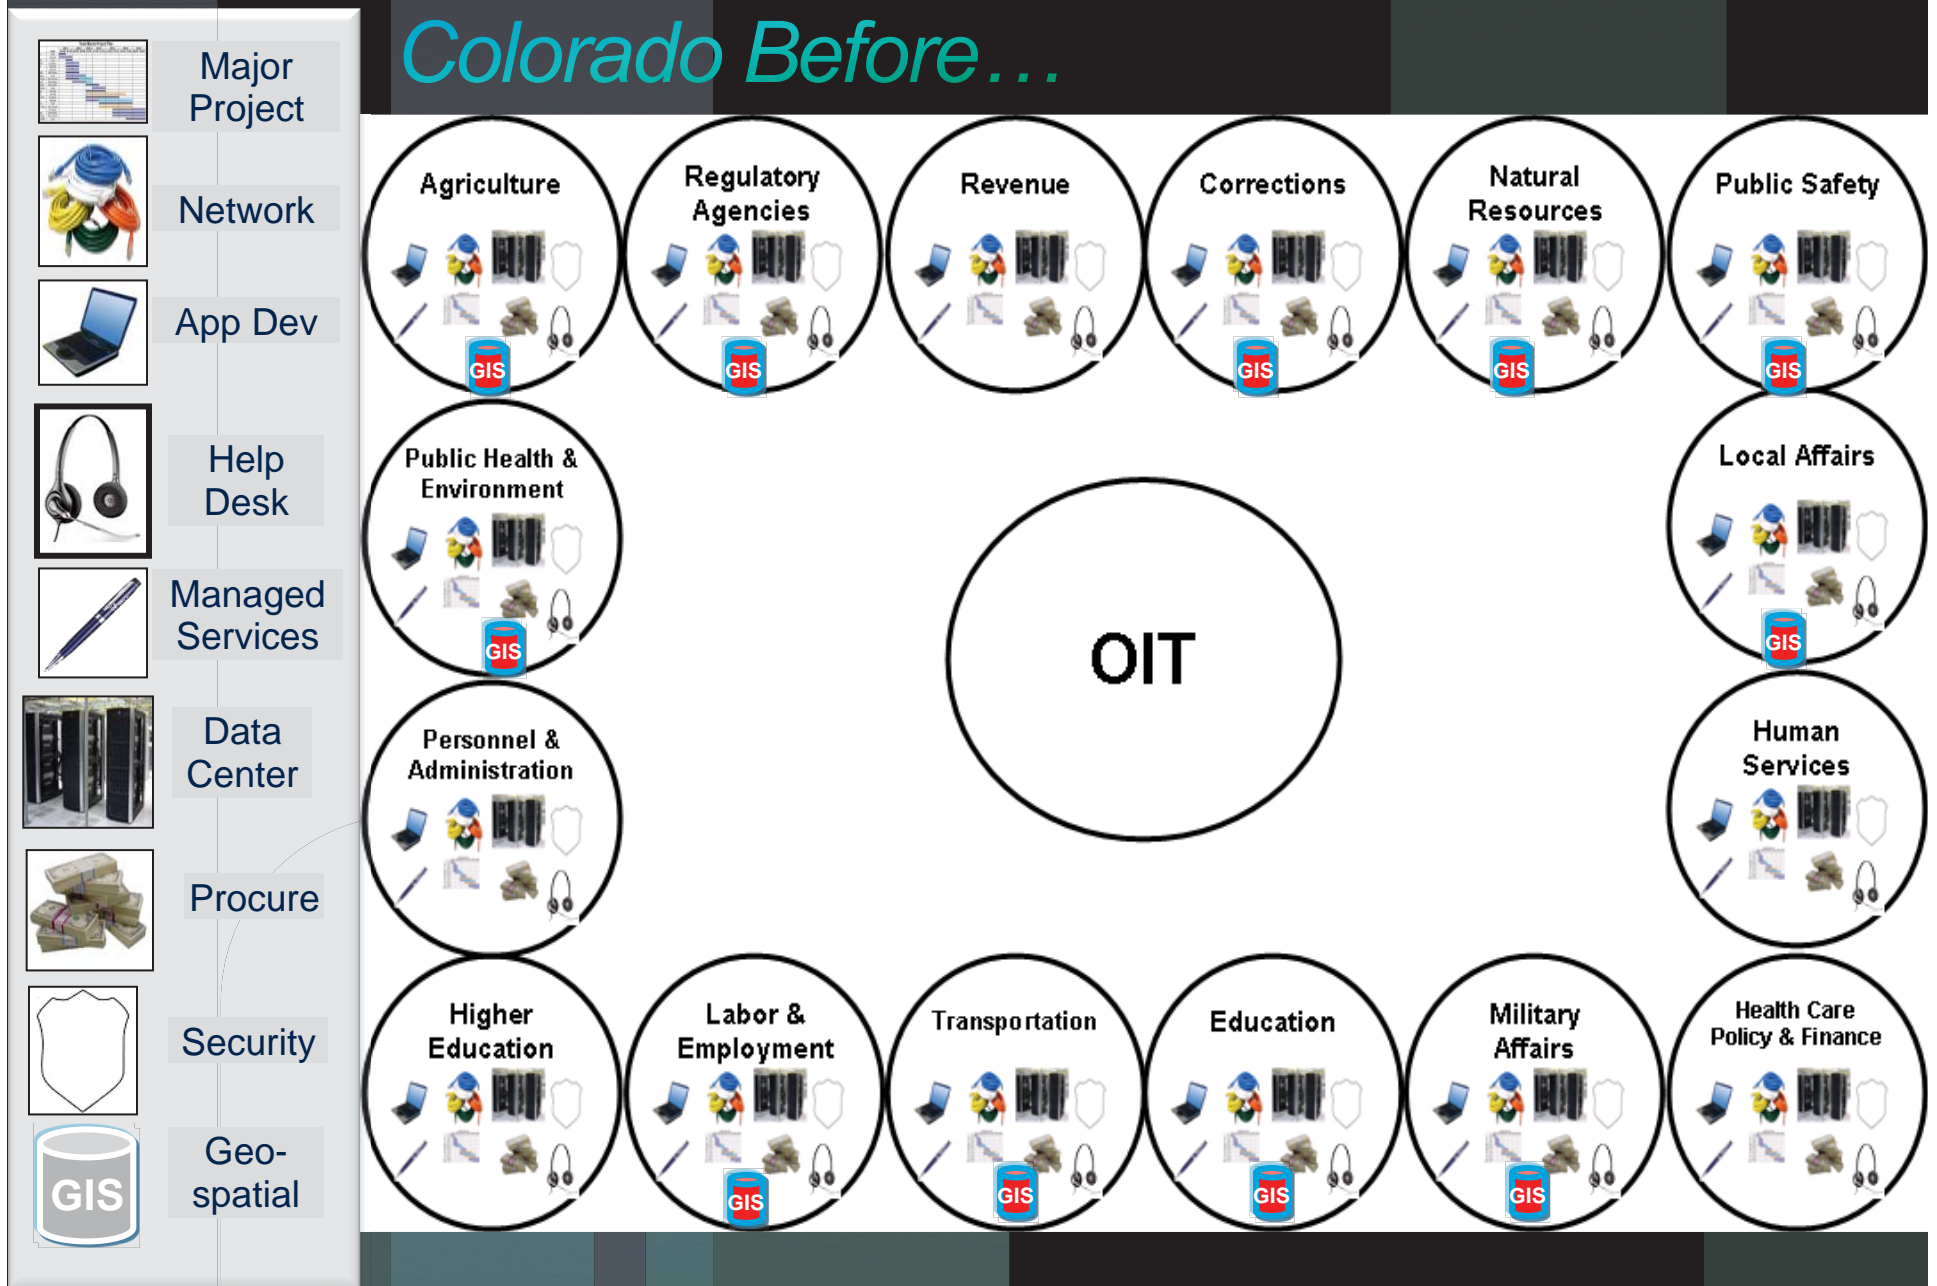 Colorado Before…
Major
Project
Network
App Dev
Help
Desk
Managed
Services
Data
Center
Procure
Security
Geo-
spatial
GIS
Agriculture
GIS
Regulatory
Agencies
GIS
Revenue
Corrections
GIS
Natural
Resources
GIS
Public Safety
GIS
Public Health &
Environment
GIS
Local Affairs
GIS
OIT
Personnel &
Administration
Human
Services
Higher
Education
Labor &
Employment
GIS
Transportation
GIS
Education
GIS
Military
Affairs
GIS
Health Care
Policy & Finance